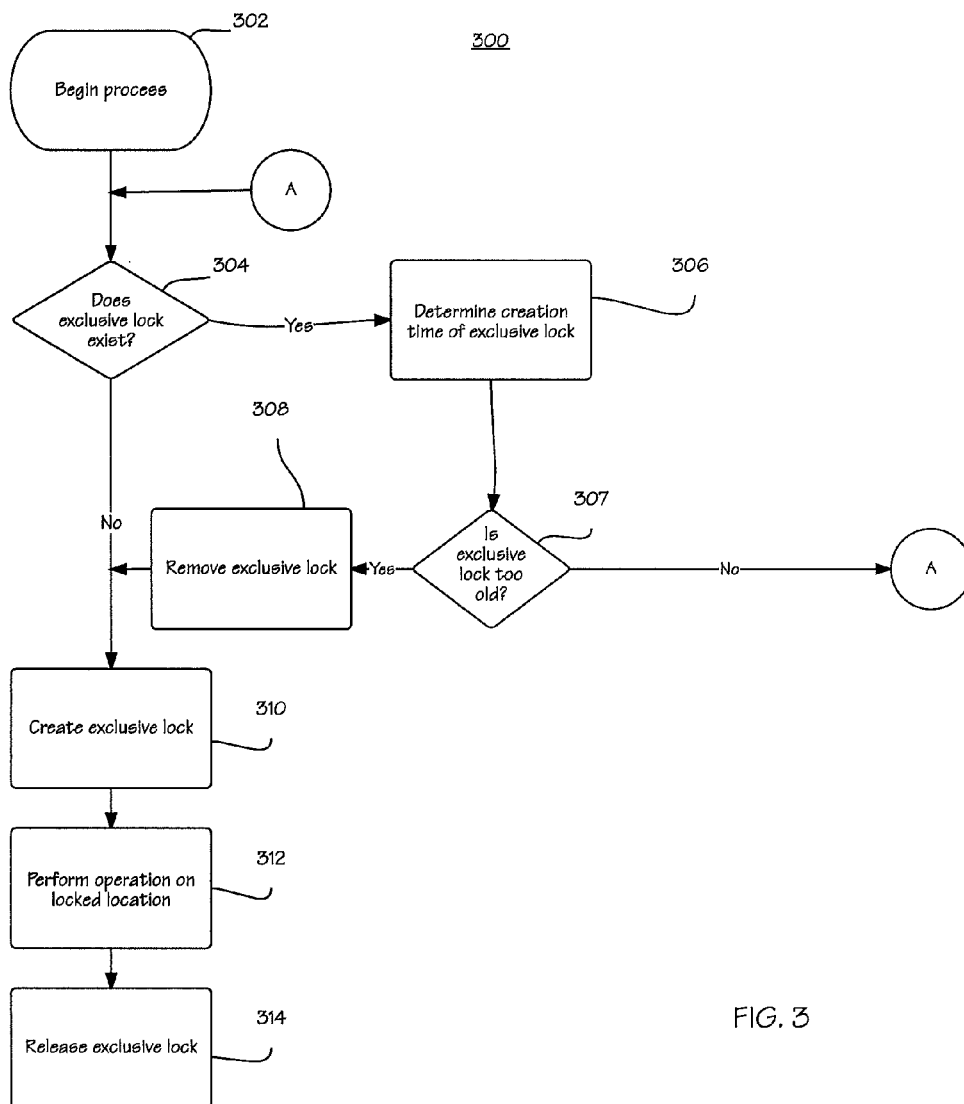 302
300
Begin process
A
304
Does
exclusive lock
exist?
Yes
Determine creation
time of exclusive lock
306
308
No
Remove exclusive lock
Yes
Is
exclusive
lock too
old?
307
No
A
Create exclusive lock
310
Perform operation on
locked location
312
Release exclusive lock
314
FIG. 3